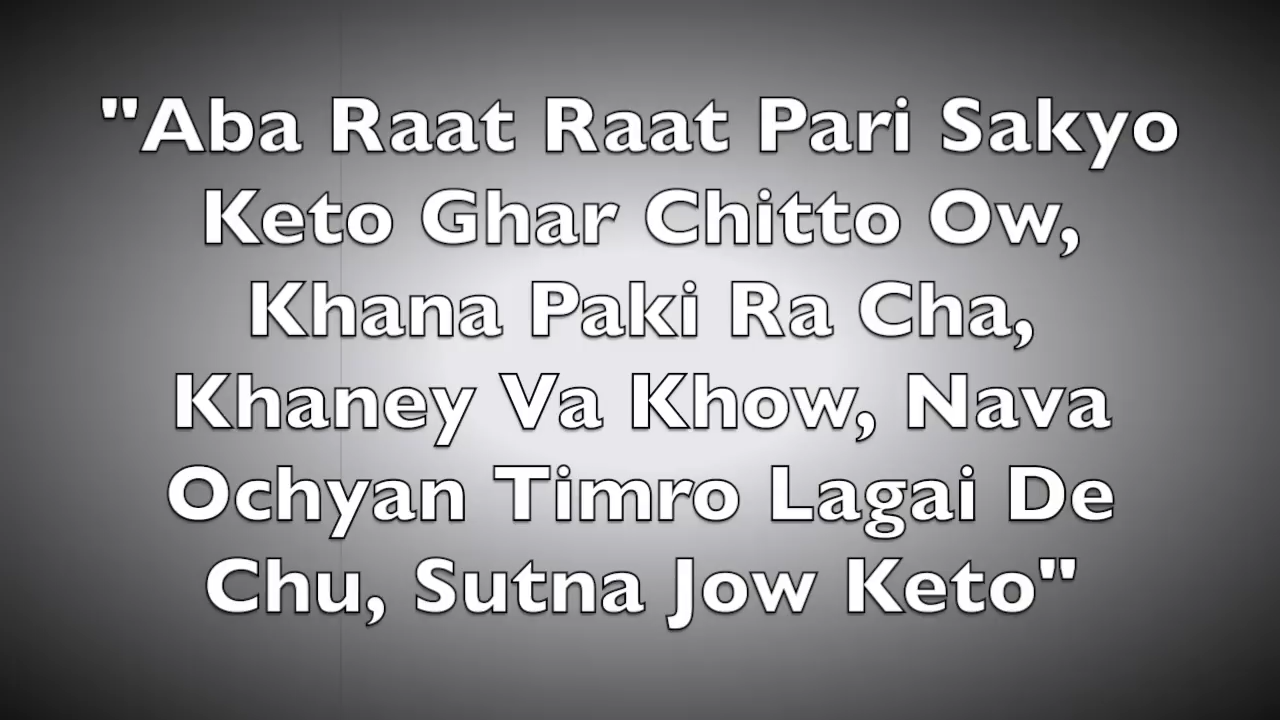 "Aba Raat Raat Pari Sakyo
Keto Ghar Chitto Ow,
Khana Paki Ra Cha,
Khaney Va Khow, Nava
Ochyan Timro Lagai De
Chu, Sutna Jow Keto"